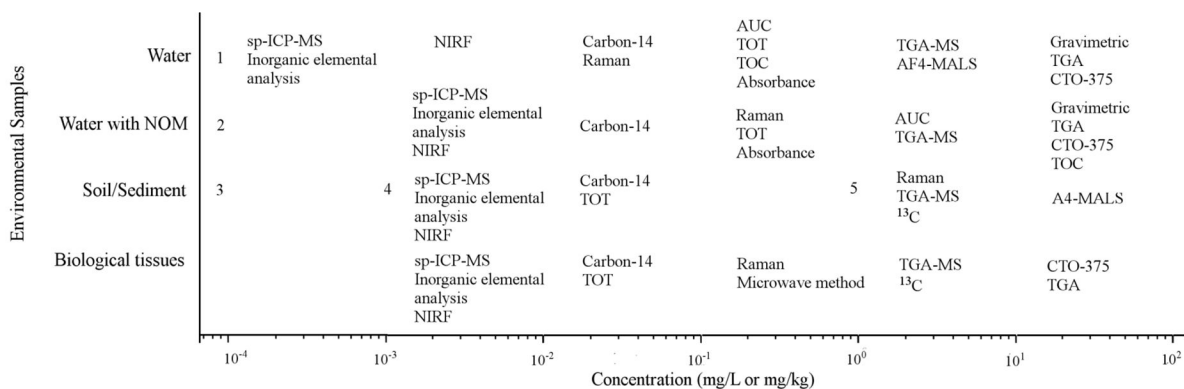 Environmental Samples
Water
1
sp-ICP-MS
Inorganic elemental
analysis
NIRF
Carbon-14
Raman
AUC
TOT
TOC
Absorbance
TGA-MS
AF4-MALS
Gravimetric
TGA
CTO-375
Water with NOM
2
sp-ICP-MS
Inorganic elemental
analysis
NIRF
Carbon-14
Raman
TOT
Absorbance
AUC
TGA-MS
Gravimetric
TGA
CTO-375
TOC
Soil/Sediment
3
4
sp-ICP-MS
Inorganic elemental
analysis
NIRF
Carbon-14
TOT
5
Raman
TGA-MS
¹³C
A4-MALS
Biological tissues
sp-ICP-MS
Inorganic elemental
analysis
NIRF
Carbon-14
TOT
Raman
Microwave method
TGA-MS
¹³C
CTO-375
TGA
10⁻⁴ 10⁻³ 10⁻² 10⁻¹ 10⁰ 10¹ 10²
Concentration (mg/L or mg/kg)